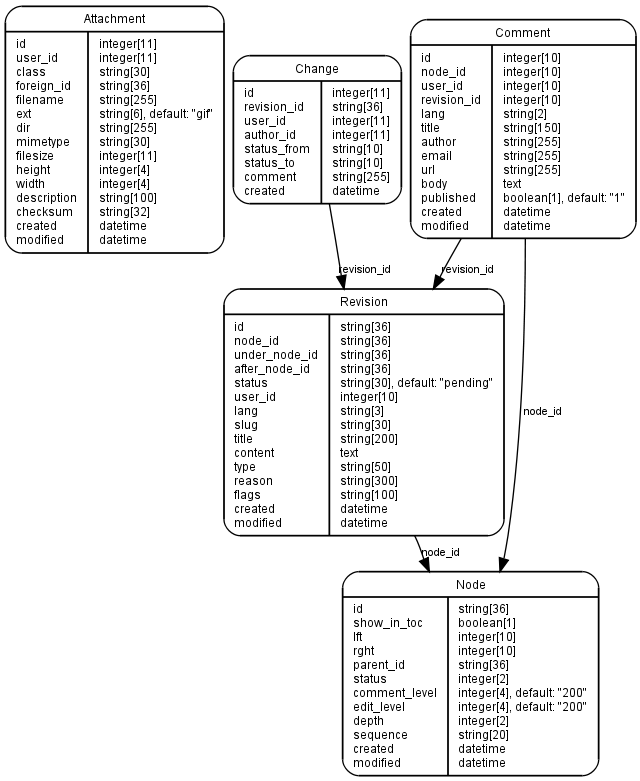 Attachment
id integer[11]
user_id integer[11]
class string[30]
foreign_id string[36]
filename string[255]
ext string[6], default: "gif"
dir string[255]
mimetype string[30]
filesize integer[11]
height integer[4]
width integer[4]
description string[100]
checksum string[32]
created datetime
modified datetime
Change
id integer[11]
revision_id string[36]
user_id integer[11]
author_id integer[11]
status_from string[10]
status_to string[10]
comment string[255]
created datetime
Comment
id integer[10]
node_id integer[10]
user_id integer[10]
revision_id integer[10]
lang string[2]
title string[150]
author string[255]
email string[255]
url string[255]
body text
published boolean[1], default: "1"
created datetime
modified datetime
revision_id
revision_id
Revision
id string[36]
node_id string[36]
under_node_id string[36]
after_node_id string[36]
status string[30], default: "pending"
user_id integer[10]
lang string[3]
slug string[30]
title string[200]
content text
type string[50]
reason string[300]
flags string[100]
created datetime
modified datetime
node_id
node_id
Node
id string[36]
show_in_toc boolean[1]
lft integer[10]
rght integer[10]
parent_id string[36]
status integer[2]
comment_level integer[4], default: "200"
edit_level integer[4], default: "200"
depth integer[2]
sequence string[20]
created datetime
modified datetime